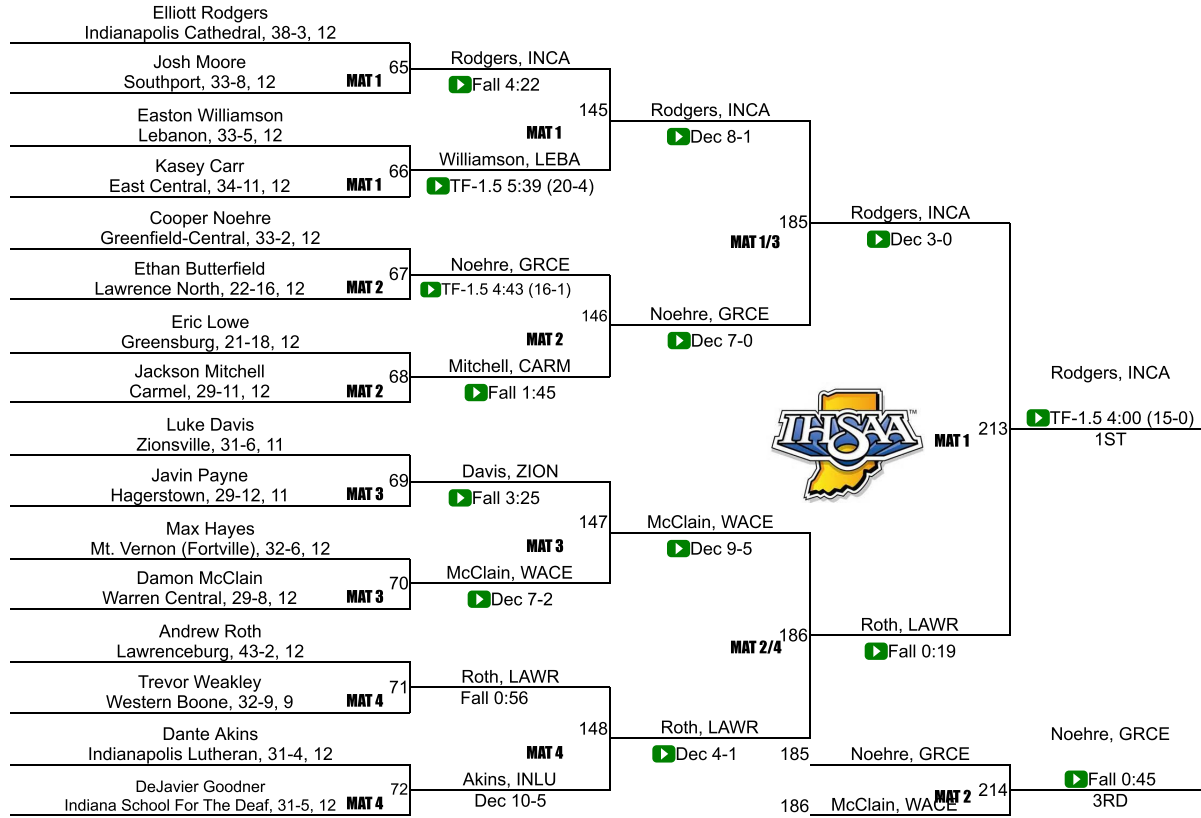 Elliott Rodgers
Indianapolis Cathedral, 38-3, 12
Josh Moore
Southport, 33-8, 12
MAT 1
65
Easton Williamson
Lebanon, 33-5, 12
Kasey Carr
East Central, 34-11, 12
MAT 1
66
Cooper Noehre
Greenfield-Central, 33-2, 12
Ethan Butterfield
Lawrence North, 22-16, 12
MAT 2
67
Eric Lowe
Greensburg, 21-18, 12
Jackson Mitchell
Carmel, 29-11, 12
MAT 2
68
Luke Davis
Zionsville, 31-6, 11
Javin Payne
Hagerstown, 29-12, 11
MAT 3
69
Max Hayes
Mt. Vernon (Fortville), 32-6, 12
Damon McClain
Warren Central, 29-8, 12
MAT 3
70
Andrew Roth
Lawrenceburg, 43-2, 12
Trevor Weakley
Western Boone, 32-9, 9
MAT 4
71
Dante Akins
Indianapolis Lutheran, 31-4, 12
DeJavier Goodner
Indiana School For The Deaf, 31-5, 12
MAT 4
72
Rodgers, INCA
Fall 4:22
145
MAT 1
Williamson, LEBA
TF-1.5 5:39 (20-4)
Noehre, GRCE
TF-1.5 4:43 (16-1)
146
MAT 2
Mitchell, CARM
Fall 1:45
Davis, ZION
Fall 3:25
147
MAT 3
McClain, WACE
Dec 7-2
Roth, LAWR
Fall 0:56
148
MAT 4
Akins, INLU
Dec 10-5
Rodgers, INCA
Dec 8-1
185
MAT 1/3
Noehre, GRCE
Dec 7-0
McClain, WACE
Dec 9-5
186
MAT 2/4
Roth, LAWR
Dec 4-1
Rodgers, INCA
Dec 3-0
IHSAA™
MAT 1
213
Roth, LAWR
Fall 0:19
Rodgers, INCA
TF-1.5 4:00 (15-0)
1ST
185
Noehre, GRCE
MAT 2
214
186
McClain, WACE
Noehre, GRCE
Fall 0:45
3RD